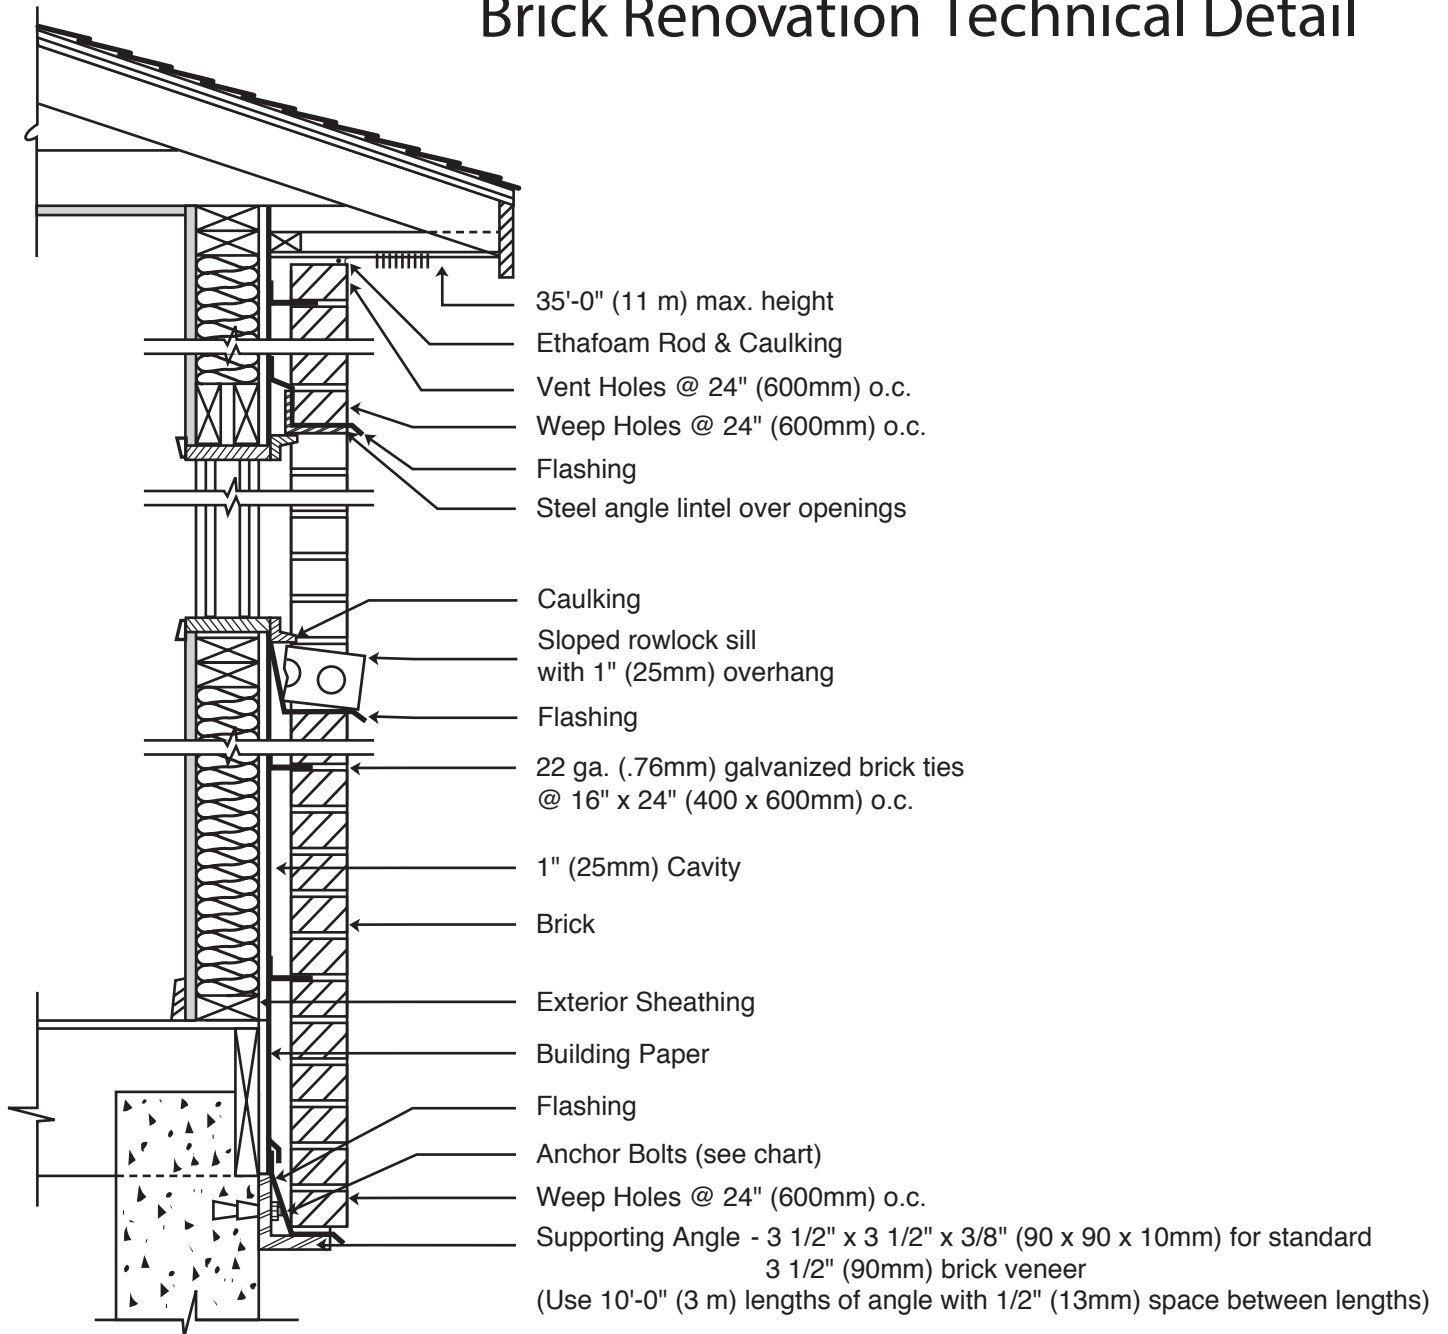 Brick Renovation Technical Detail
35'-0" (11 m) max. height
Ethafoam Rod & Caulking
Vent Holes @ 24" (600mm) o.c.
Weep Holes @ 24" (600mm) o.c.
Flashing
Steel angle lintel over openings
Caulking
Sloped rowlock sill
with 1" (25mm) overhang
Flashing
22 ga. (.76mm) galvanized brick ties
@ 16" x 24" (400 x 600mm) o.c.
1" (25mm) Cavity
Brick
Exterior Sheathing
Building Paper
Flashing
Anchor Bolts (see chart)
Weep Holes @ 24" (600mm) o.c.
Supporting Angle - 3 1/2" x 3 1/2" x 3/8" (90 x 90 x 10mm) for standard
3 1/2" (90mm) brick veneer
(Use 10'-0" (3 m) lengths of angle with 1/2" (13mm) space between lengths)